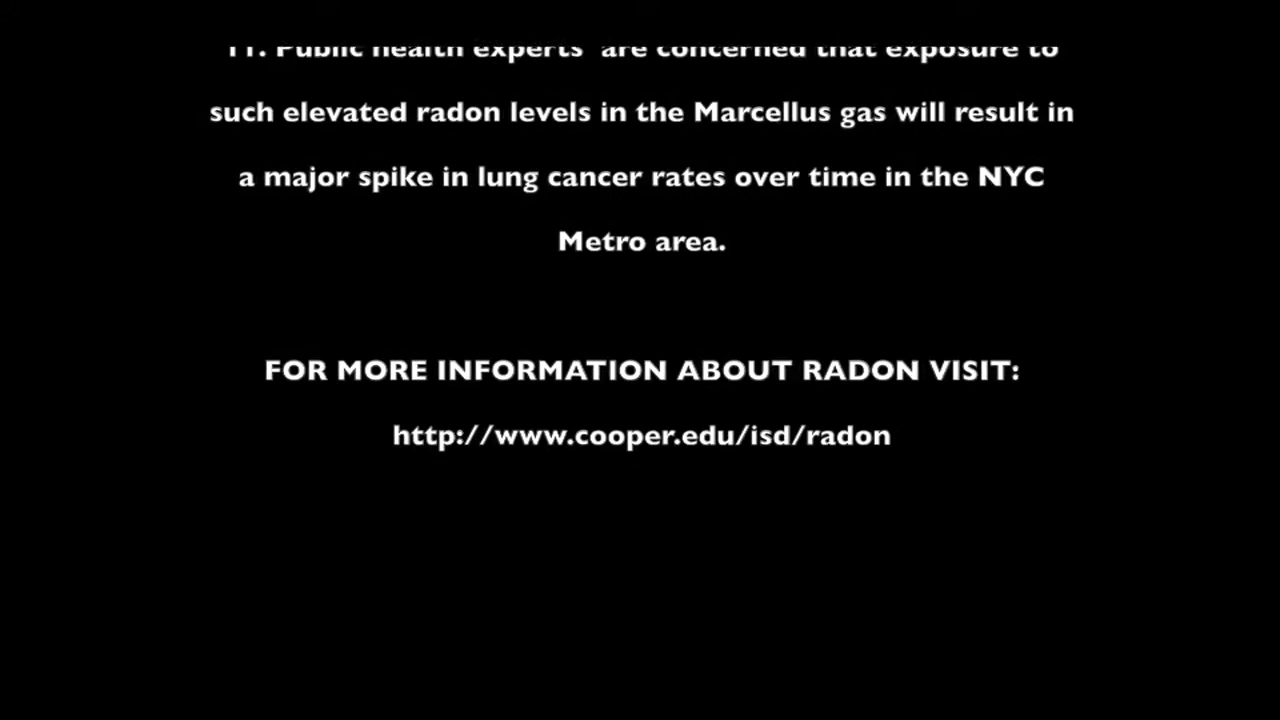 11. Public health experts are concerned that exposure to
such elevated radon levels in the Marcellus gas will result in
a major spike in lung cancer rates over time in the NYC
Metro area.
FOR MORE INFORMATION ABOUT RADON VISIT:
http://www.cooper.edu/isd/radon